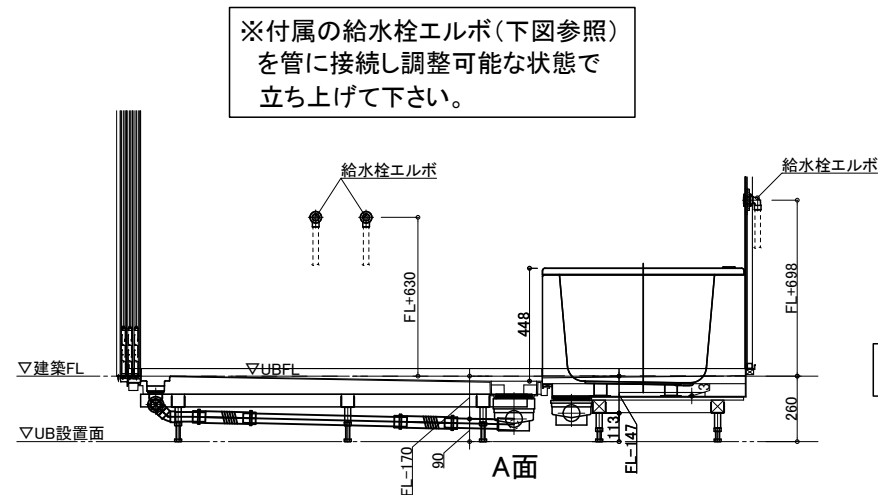 ※付属の給水栓エルボ(下図参照)
を管に接続し調整可能な状態で
立ち上げて下さい。
給水栓エルボ
給水栓エルボ
FL+630
FL+698
448
▽建築FL
▽UBFL
3
260
▽UB設置面
FL-170
90
A面
113
FL-147